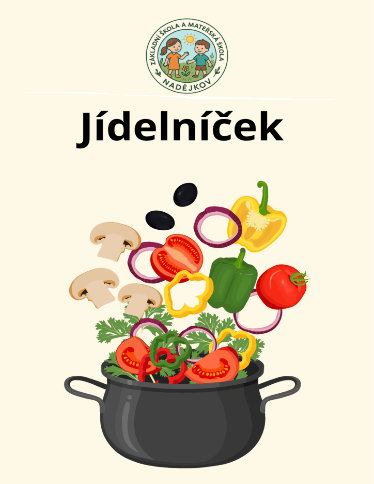 ZÁKLADNÍ ŠKOLA A MATEŘSKÁ ŠKOLA
NADĚJKOV
Jídelníček